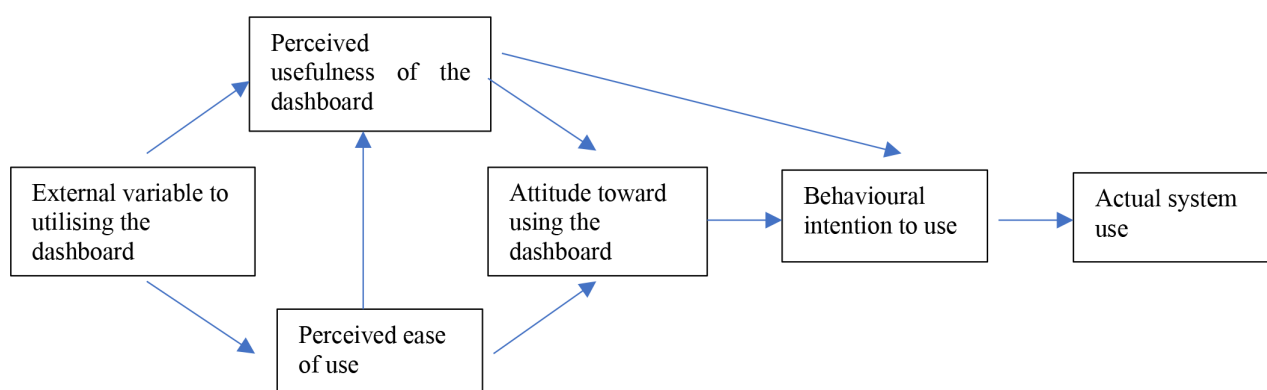 Perceived
usefulness of the
dashboard
External variable to
utilising the
dashboard
Attitude toward
using the
dashboard
Behavioural
intention to use
Actual system
use
Perceived ease
of use